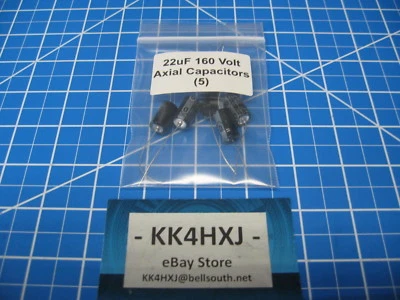 22uF 160 Volt
Axial Capacitors
(5)
- KK4HXJ -
eBay Store
KK4HXJ@bellsouth.net